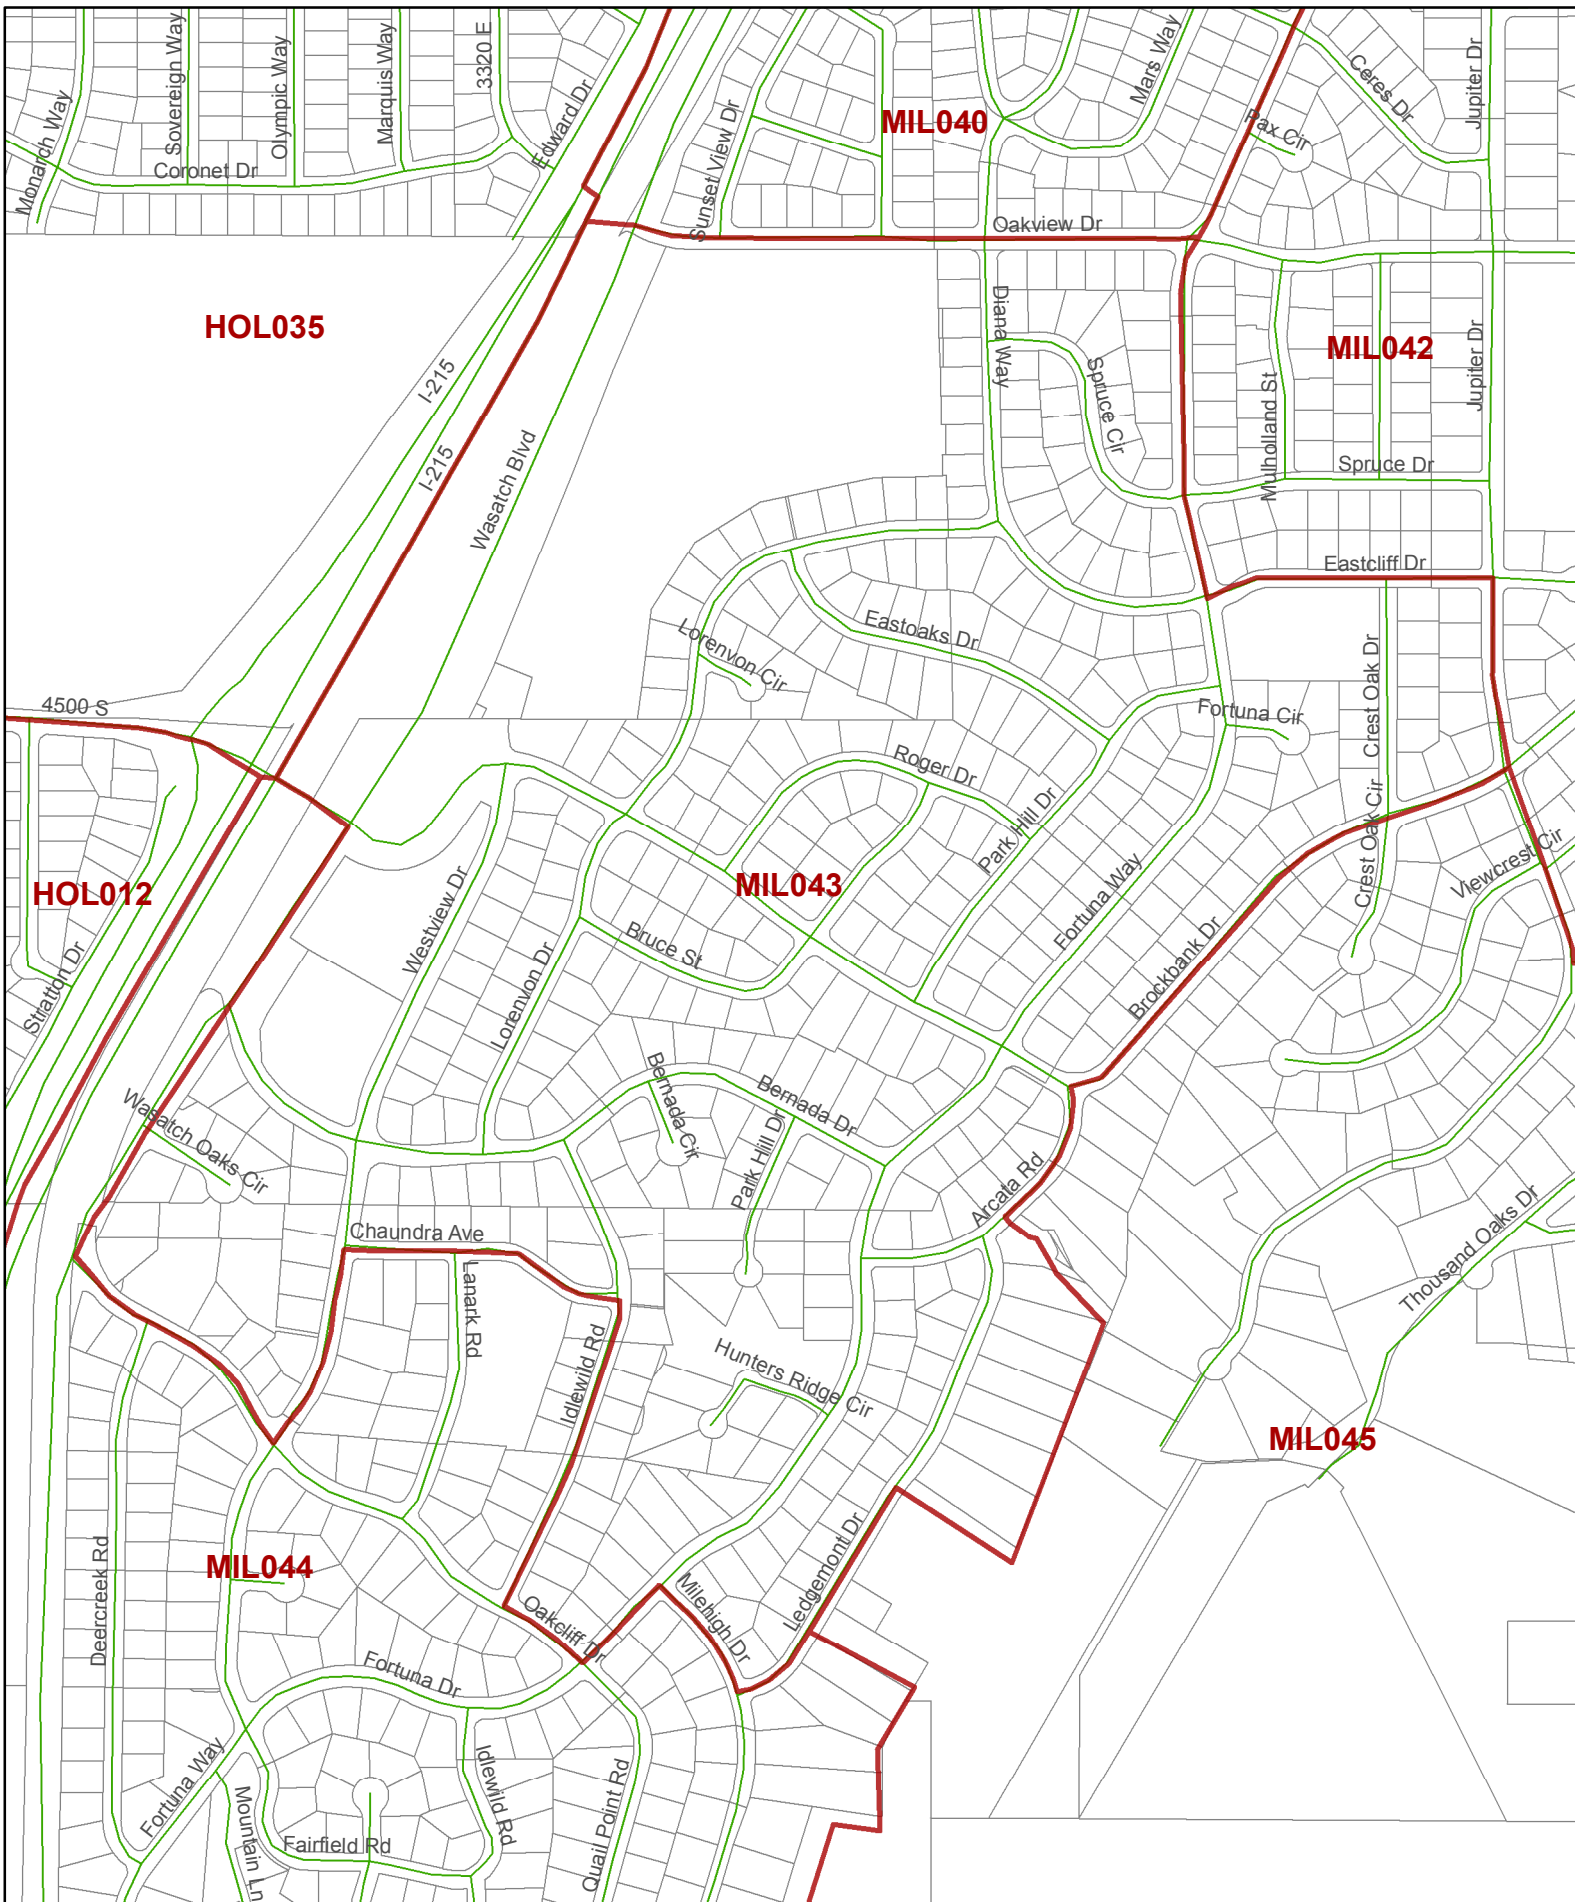 Sovereign Way
Olympic Way
Marquis Way
3320 E
Edward Dr
Monarch Way
Coronet Dr
Sunset View Dr
MIL040
Mars Way
Pax Cir
Ceres Dr
Jupiter Dr
Oakview Dr
HOL035
I-215
I-215
Wasatch Blvd
Diana Way
Spruce Cir
Mulholland St
MIL042
Jupiter Dr
Spruce Dr
Eastcliff Dr
Eastoaks Dr
Lorenvon Cir
4500 S
Fortuna Cir
Crest Oak Dr
Roger Dr
Park Hill Dr
Crest Oak Cir
Viewcrest Cir
HOL012
MIL043
Westview Dr
Bruce St
Fortuna Way
Brockbank Dr
Stratton Dr
Lorenvon Dr
Bernada Cir
Bernada Dr
Wasatch Oaks Cir
Park Hill Dr
Arcata Rd
Chaundra Ave
Thousand Oaks Dr
Lanark Rd
Idlewild Rd
Hunters Ridge Cir
MIL045
Deercreek Rd
MIL044
Ledgemont Dr
Milehigh Dr
Oakcliff Dr
Fortuna Dr
Fortuna Way
Mountain Ln
Fairfield Rd
Idlewild Rd
Quail Point Rd